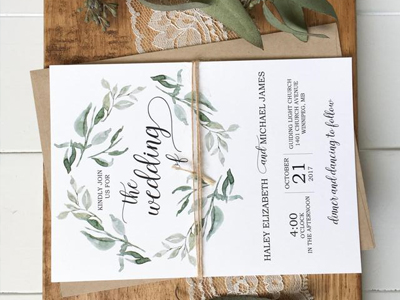 KINDLY JOIN
US FOR
the
wedding
of
HALEY ELIZABETH and MICHAEL JAMES
OCTOBER
21
2017
GUIDING LIGHT CHURCH
1401 CHURCH AVENUE
WINNIPEG, MB
4:00
O'CLOCK
IN THE AFTERNOON
dinner and dancing to follow